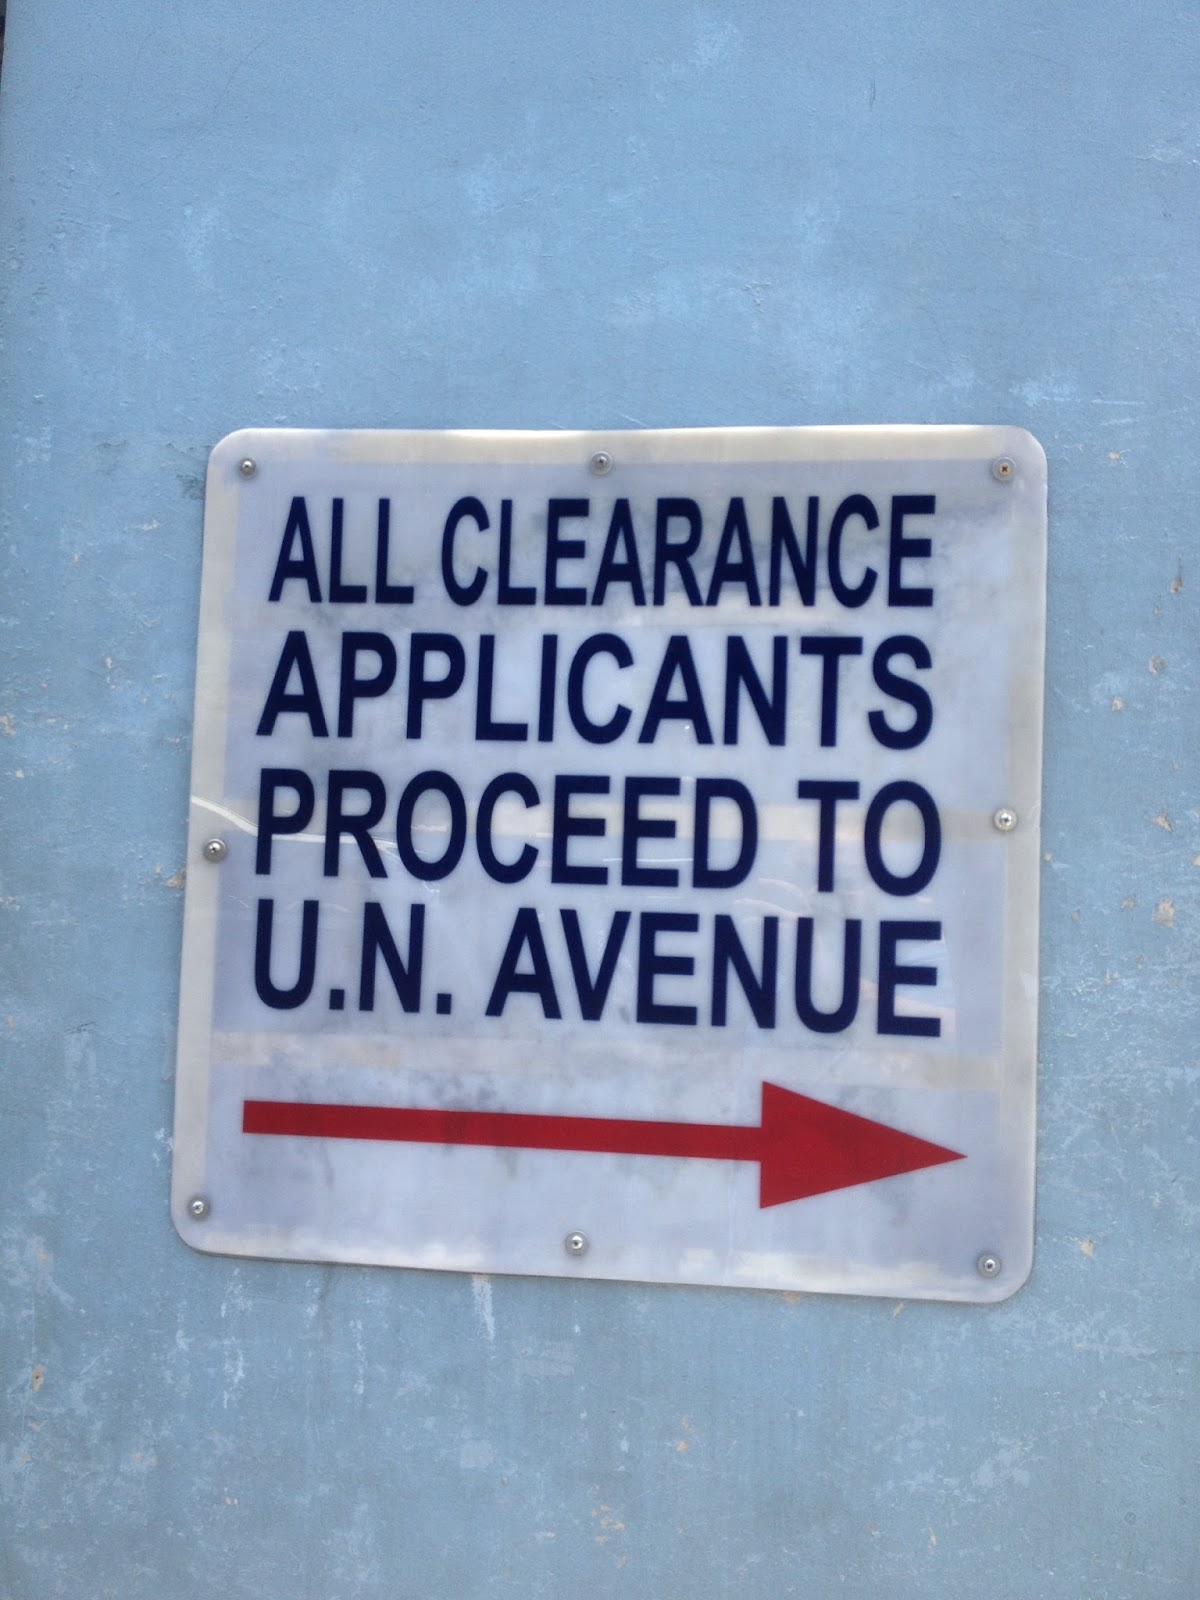 ALL CLEARANCE
APPLICANTS
PROCEED TO
U.N. AVENUE